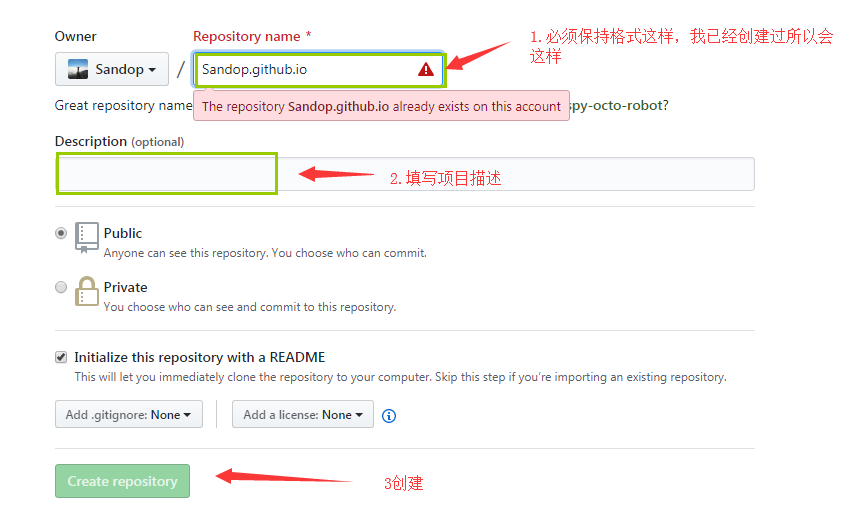 Owner
Repository name *
1. 必须保持格式这样，我已经创建过所以会
这样
Sandop
/
Sandop.github.io
Great repository name
The repository Sandop.github.io already exists on this account
spy-octo-robot?
Description (optional)
2. 填写项目描述
Public
Anyone can see this repository. You choose who can commit.
Private
You choose who can see and commit to this repository.
Initialize this repository with a README
This will let you immediately clone the repository to your computer. Skip this step if you're importing an existing repository.
Add .gitignore: None
Add a license: None
Create repository
3创建